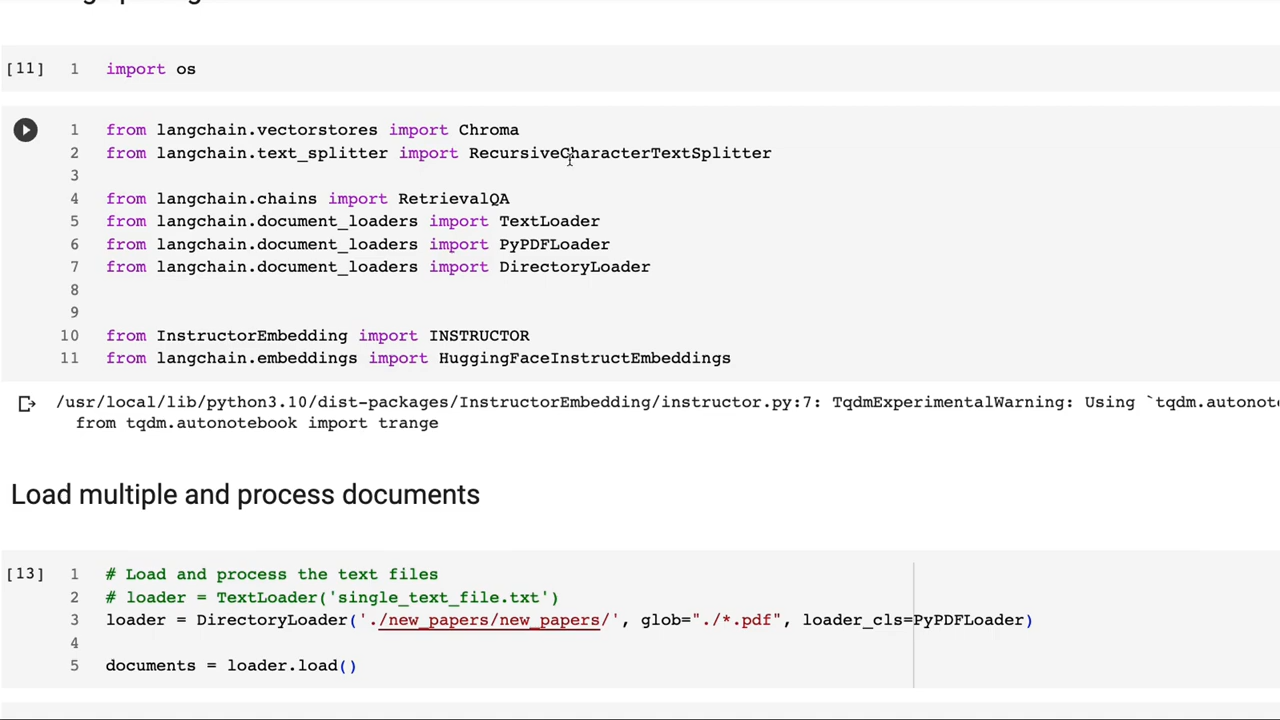 [11] 1 import os
1 from langchain.vectorstores import Chroma
2 from langchain.text_splitter import RecursiveCharacterTextSplitter
3
4 from langchain.chains import RetrievalQA
5 from langchain.document_loaders import TextLoader
6 from langchain.document_loaders import PyPDFLoader
7 from langchain.document_loaders import DirectoryLoader
8
9
10 from InstructorEmbedding import INSTRUCTOR
11 from langchain.embeddings import HuggingFaceInstructEmbeddings
/usr/local/lib/python3.10/dist-packages/InstructorEmbedding/instructor.py:7: TqdmExperimentalWarning: Using `tqdm.autonote
from tqdm.autonotebook import trange
Load multiple and process documents
[13] 1 # Load and process the text files
2 # loader = TextLoader('single_text_file.txt')
3 loader = DirectoryLoader('./new_papers/new_papers/', glob="./*.pdf", loader_cls=PyPDFLoader)
4
5 documents = loader.load()